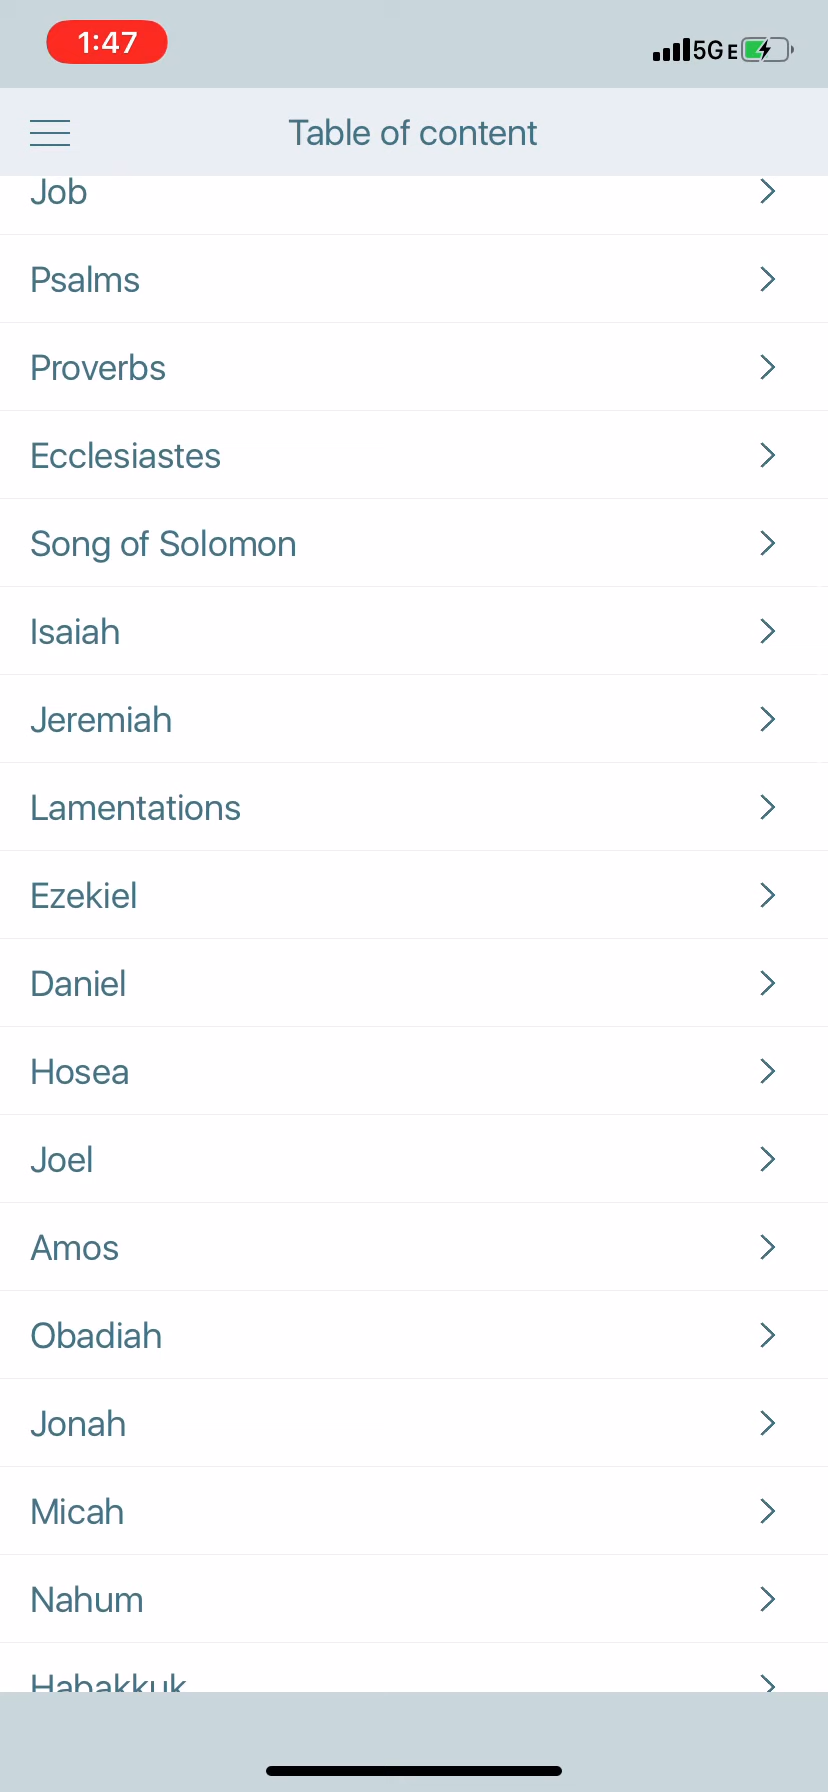 1:47
5G E
Table of content
Job
Psalms
Proverbs
Ecclesiastes
Song of Solomon
Isaiah
Jeremiah
Lamentations
Ezekiel
Daniel
Hosea
Joel
Amos
Obadiah
Jonah
Micah
Nahum
Habakkuk